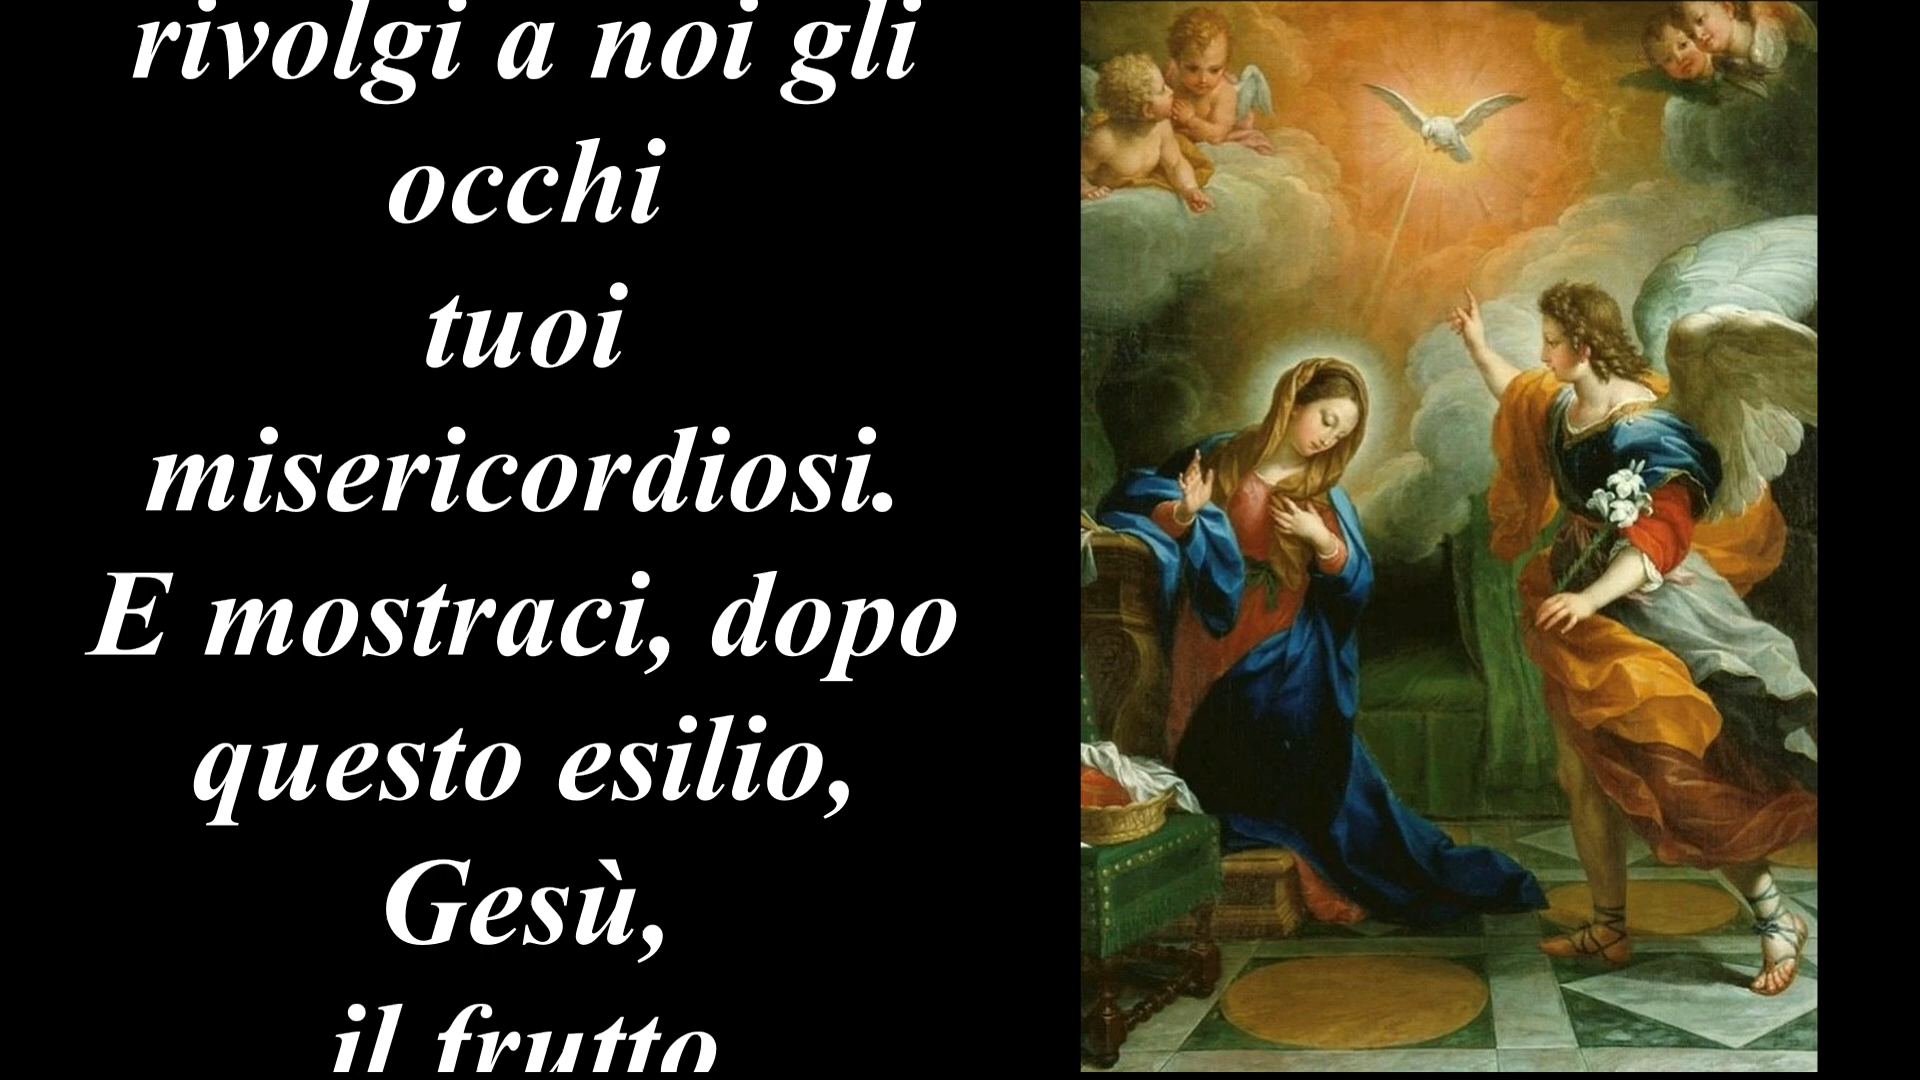 rivolgi a noi gli
occhi
tuoi
misericordiosi.
E mostraci, dopo
questo esilio,
Gesù,
il frutto